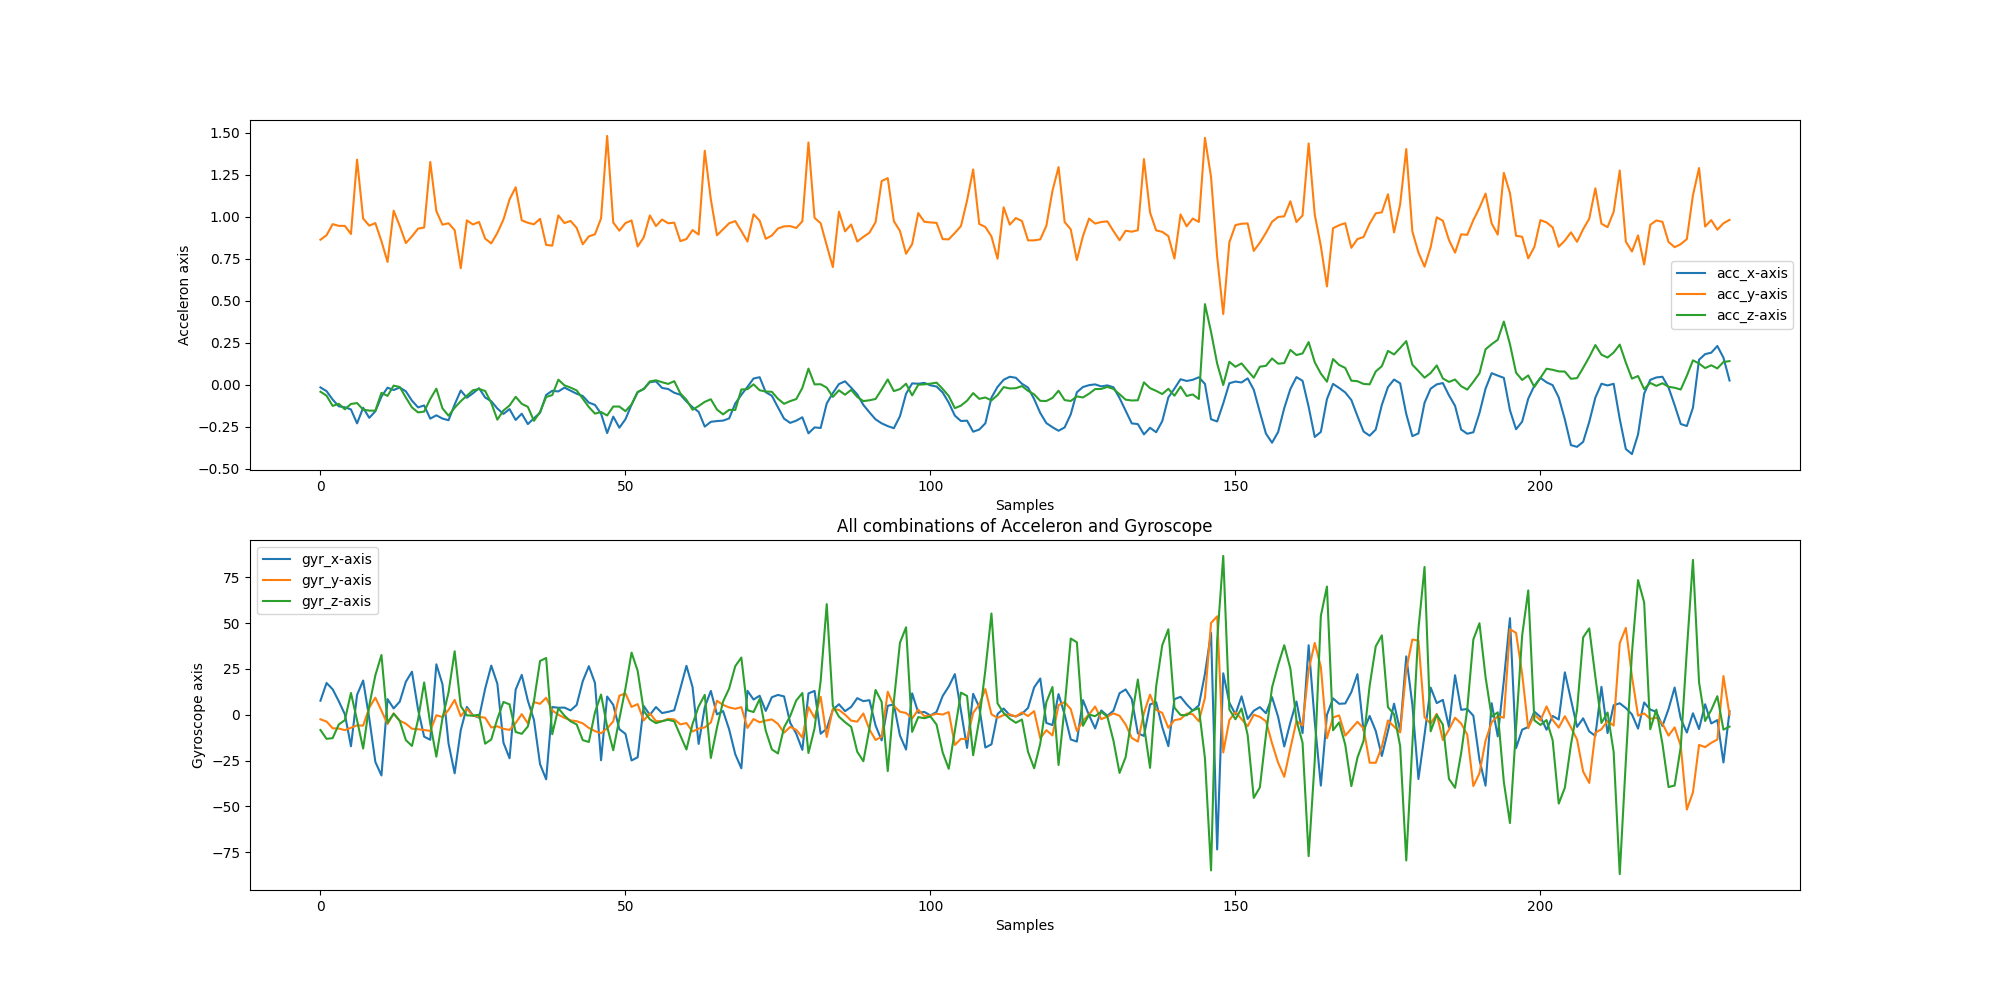 1.50
1.25
1.00
0.75
0.50
0.25
0.00
−0.25
−0.50
Acceleron axis
acc_x-axis
acc_y-axis
acc_z-axis
0 50 100 150 200
Samples
All combinations of Acceleron and Gyroscope
gyr_x-axis
gyr_y-axis
gyr_z-axis
75
50
25
0
−25
−50
−75
Gyroscope axis
0 50 100 150 200
Samples